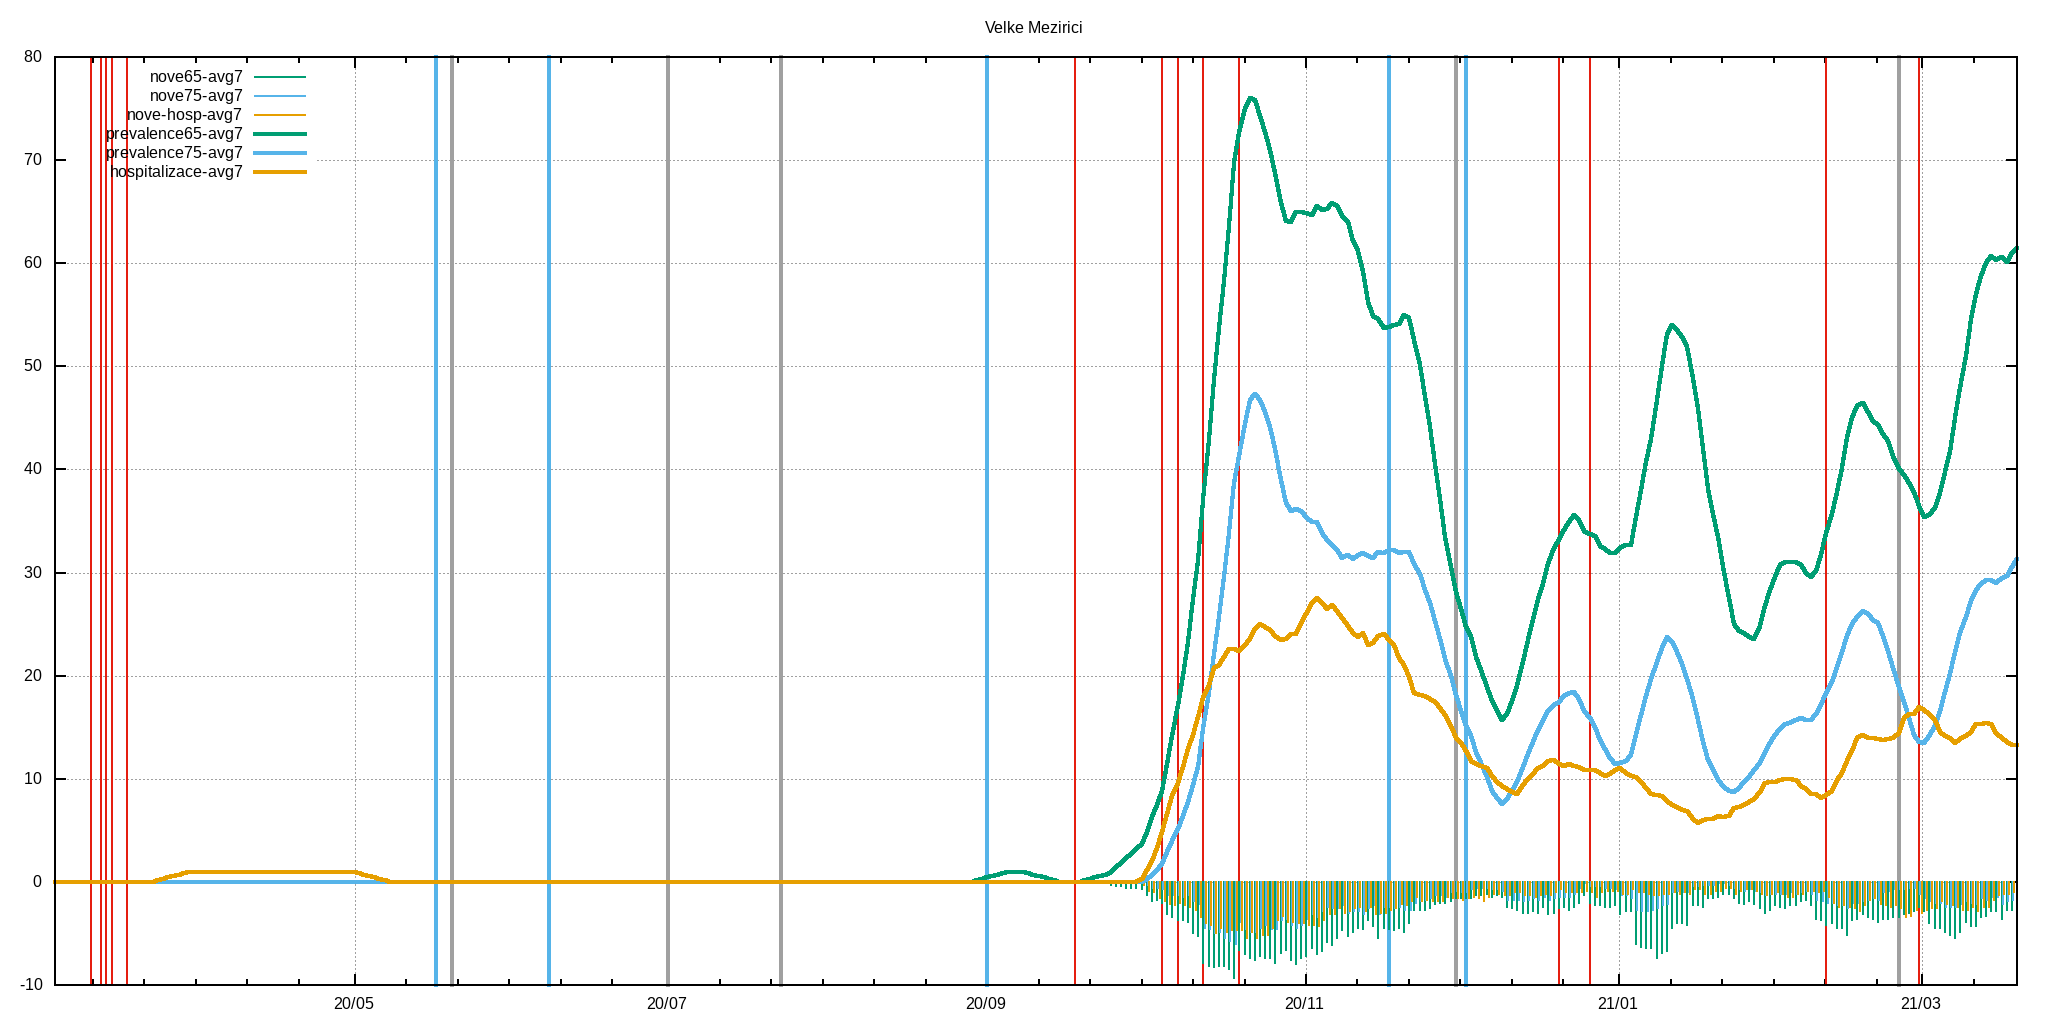 Velke Mezirici
80
70
60
50
40
30
20
10
0
-10
nove65-avg7
nove75-avg7
nove-hosp-avg7
prevalence65-avg7
prevalence75-avg7
hospitalizace-avg7
20/05 20/07 20/09 20/11 21/01 21/03